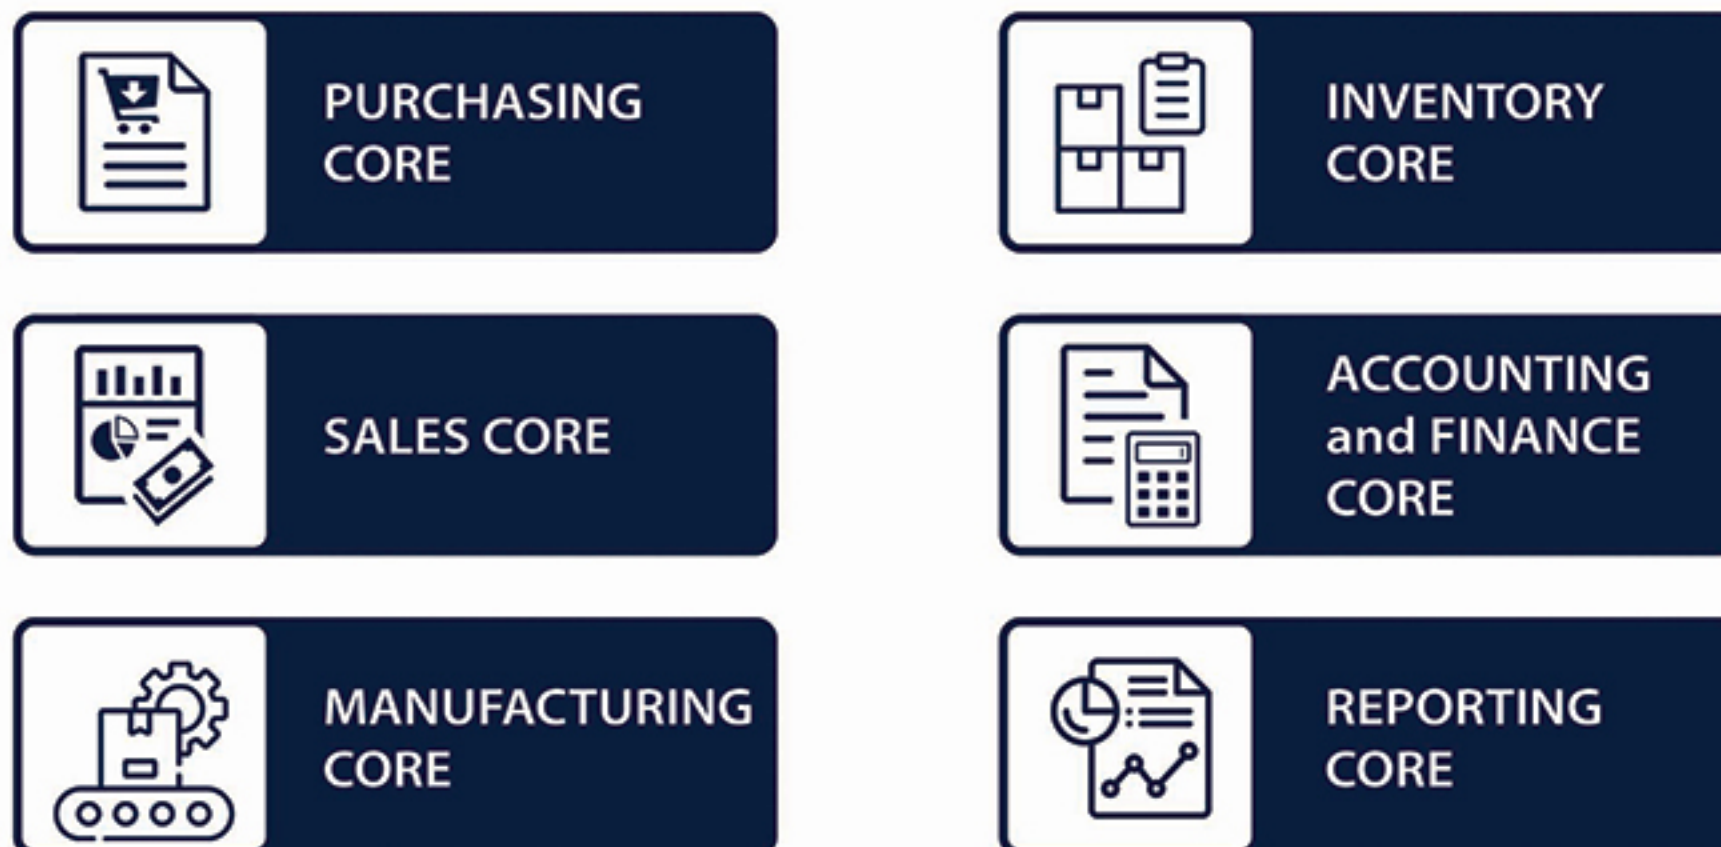 PURCHASING
CORE
INVENTORY
CORE
SALES CORE
ACCOUNTING
and FINANCE
CORE
MANUFACTURING
CORE
REPORTING
CORE